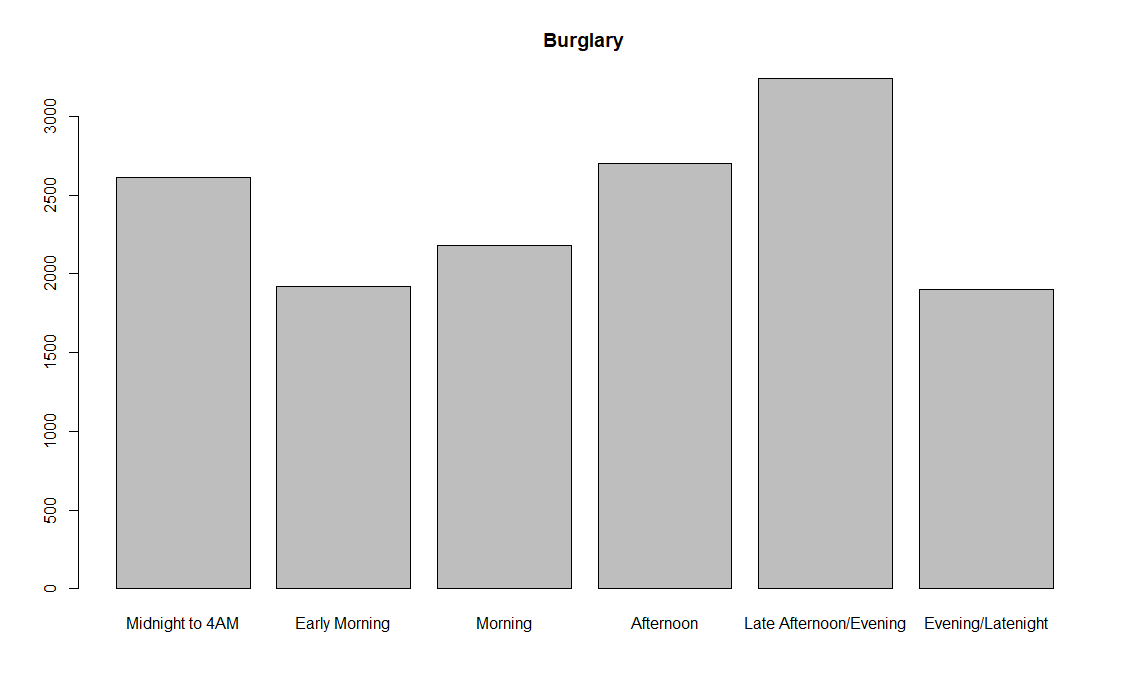 Burglary
3000
2500
2000
1500
1000
500
0
Midnight to 4AM
Early Morning
Morning
Afternoon
Late Afternoon/Evening
Evening/Latenight